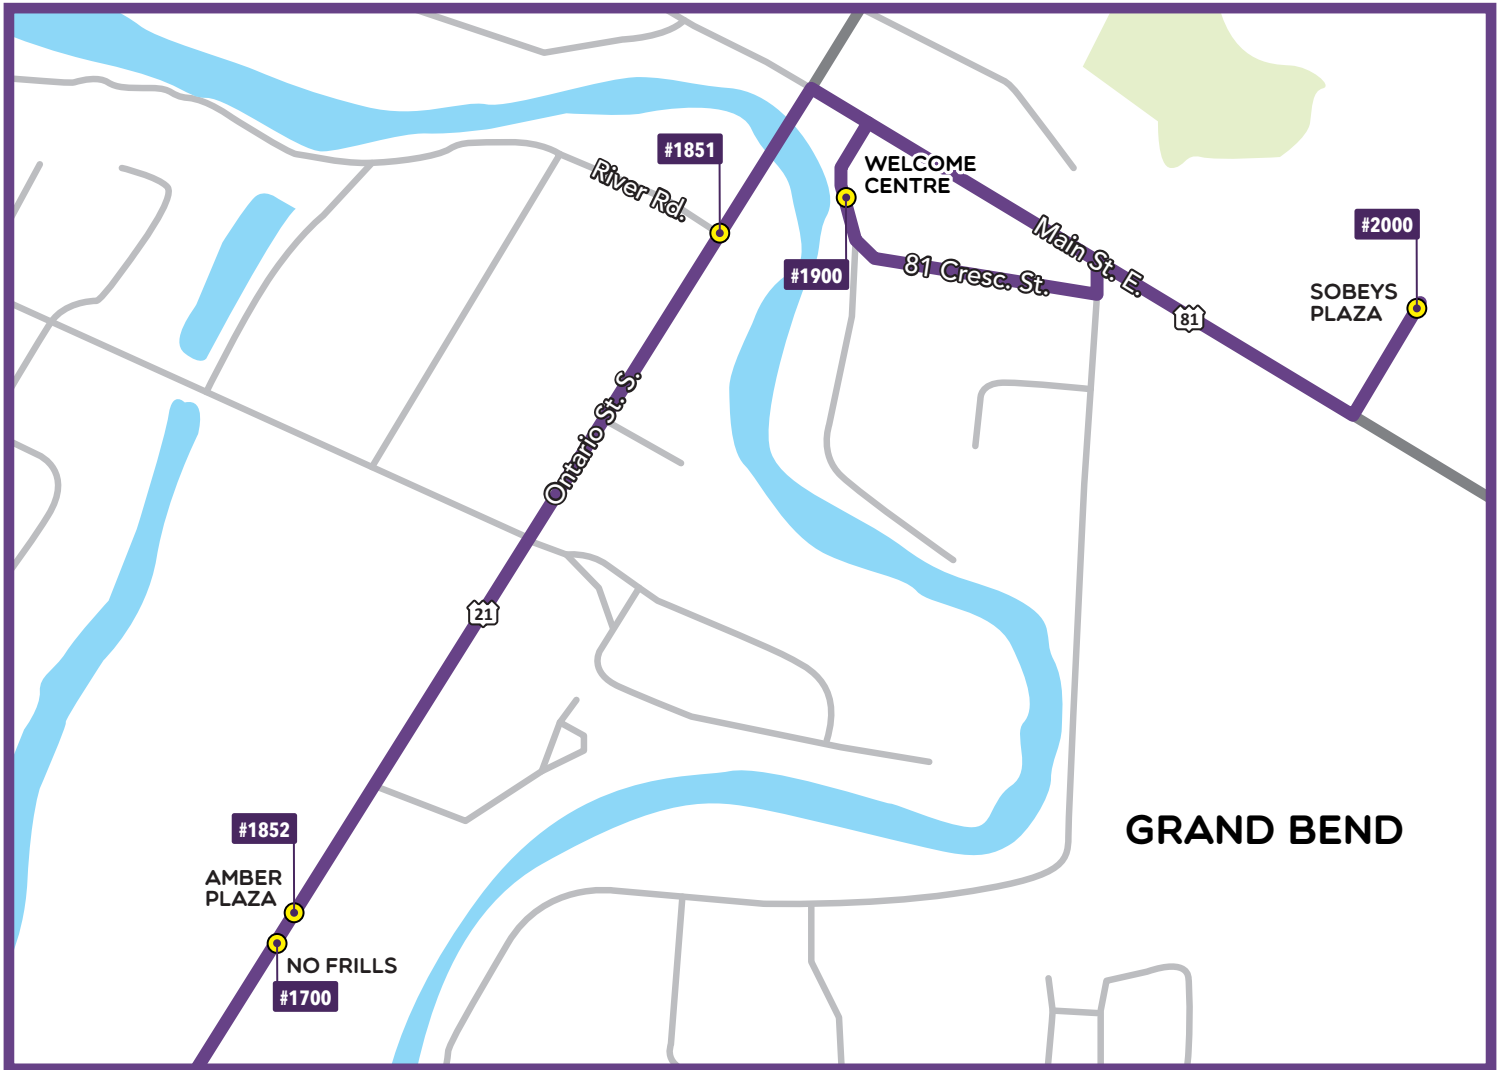 #1851
River Rd.
WELCOME
CENTRE
#1900
81 Cresc. St.
Main St. E.
81
#2000
SOBEYS
PLAZA
Ontario St. S.
21
#1852
AMBER
PLAZA
NO FRILLS
#1700
GRAND BEND